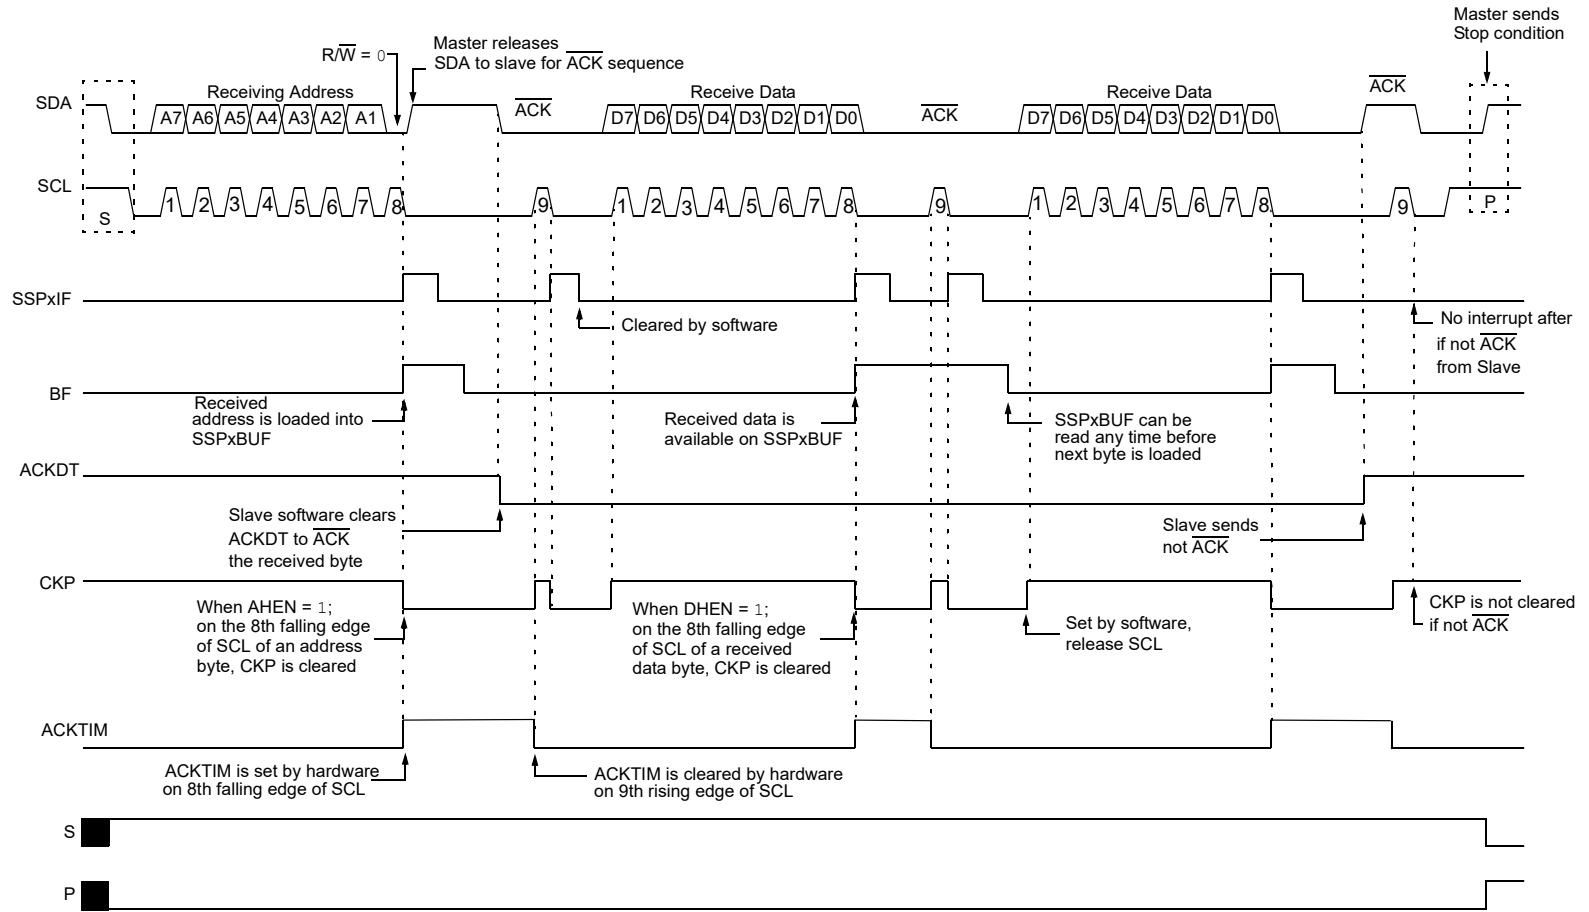 Master sends
Stop condition
R/W = 0
Master releases
SDA to slave for ACK sequence
SDA
Receiving Address
A7 A6 A5 A4 A3 A2 A1
ACK
Receive Data
D7 D6 D5 D4 D3 D2 D1 D0
ACK
Receive Data
D7 D6 D5 D4 D3 D2 D1 D0
ACK
SCL
S
1 2 3 4 5 6 7 8 9
1 2 3 4 5 6 7 8 9
1 2 3 4 5 6 7 8 9
P
SSPxIF
Cleared by software
No interrupt after
if not ACK
from Slave
BF
Received
address is loaded into
SSPxBUF
Received data is
available on SSPxBUF
SSPxBUF can be
read any time before
next byte is loaded
ACKDT
Slave software clears
ACKDT to ACK
the received byte
Slave sends
not ACK
CKP
When AHEN = 1;
on the 8th falling edge
of SCL of an address
byte, CKP is cleared
When DHEN = 1;
on the 8th falling edge
of SCL of a received
data byte, CKP is cleared
Set by software,
release SCL
CKP is not cleared
if not ACK
ACKTIM
ACKTIM is set by hardware
on 8th falling edge of SCL
ACKTIM is cleared by hardware
on 9th rising edge of SCL
S
P